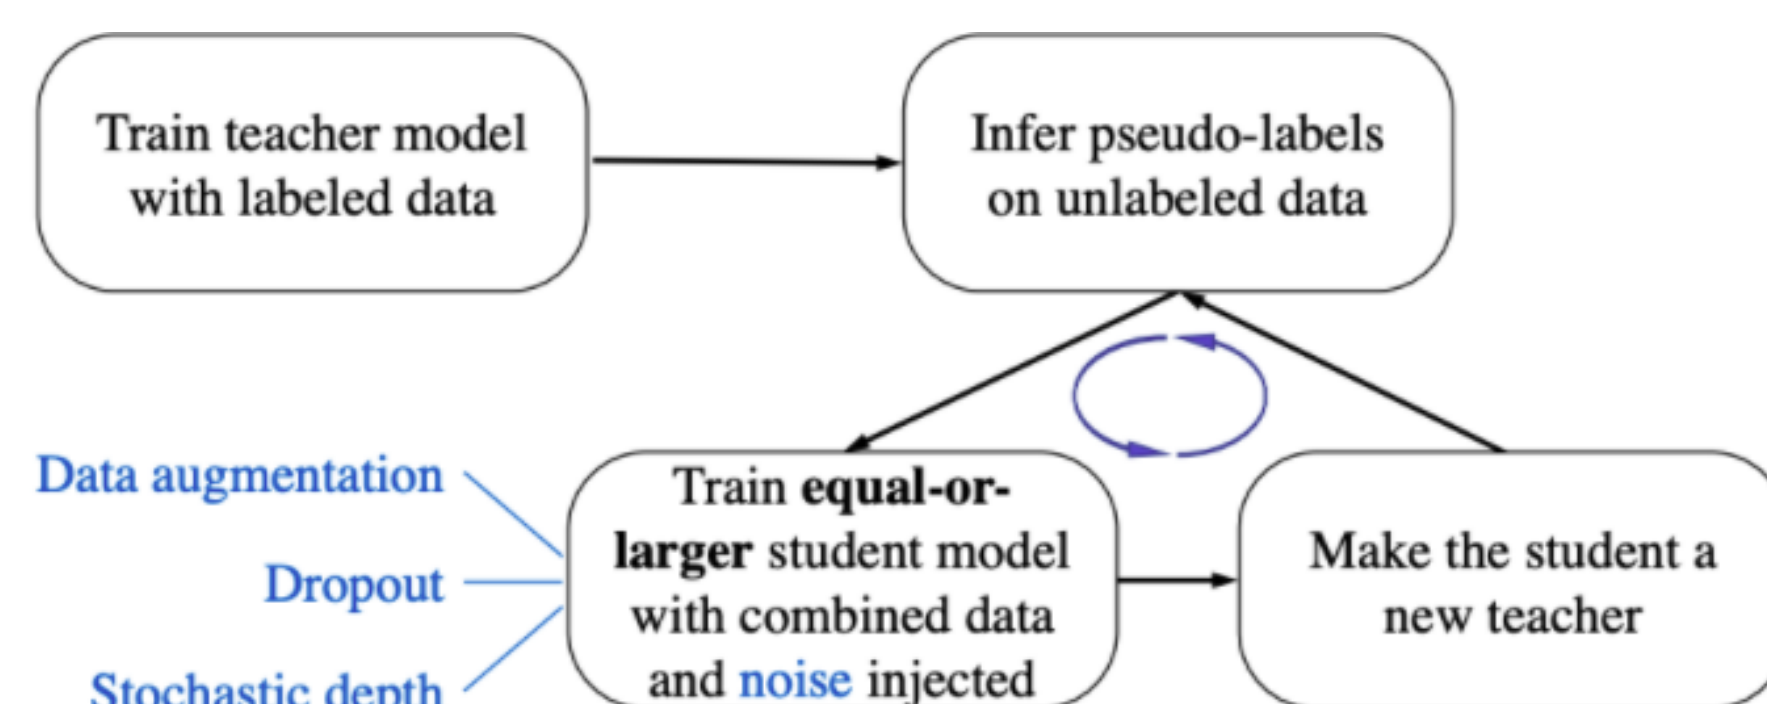 Train teacher model
with labeled data
Infer pseudo-labels
on unlabeled data
Data augmentation
Dropout
Stochastic depth
Train equal-or-
larger student model
with combined data
and noise injected
Make the student a
new teacher